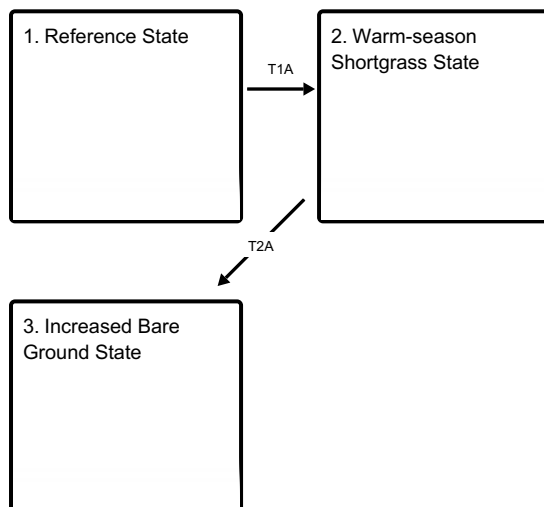 1. Reference State
2. Warm-season
Shortgrass State
T1A
T2A
3. Increased Bare
Ground State